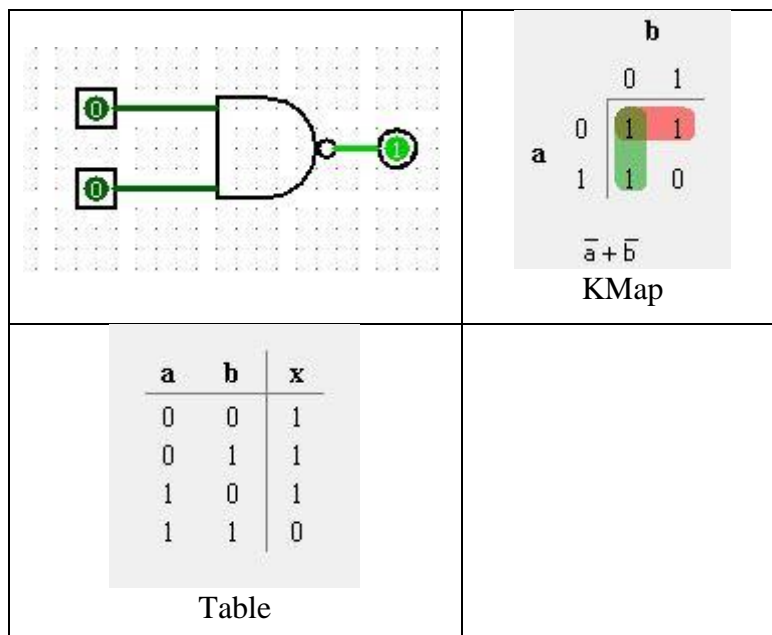 0
0
1
b
0 1
a
0 1 1
1 1 0
a̅ + b̅
KMap
a b x
0 0 1
0 1 1
1 0 1
1 1 0
Table